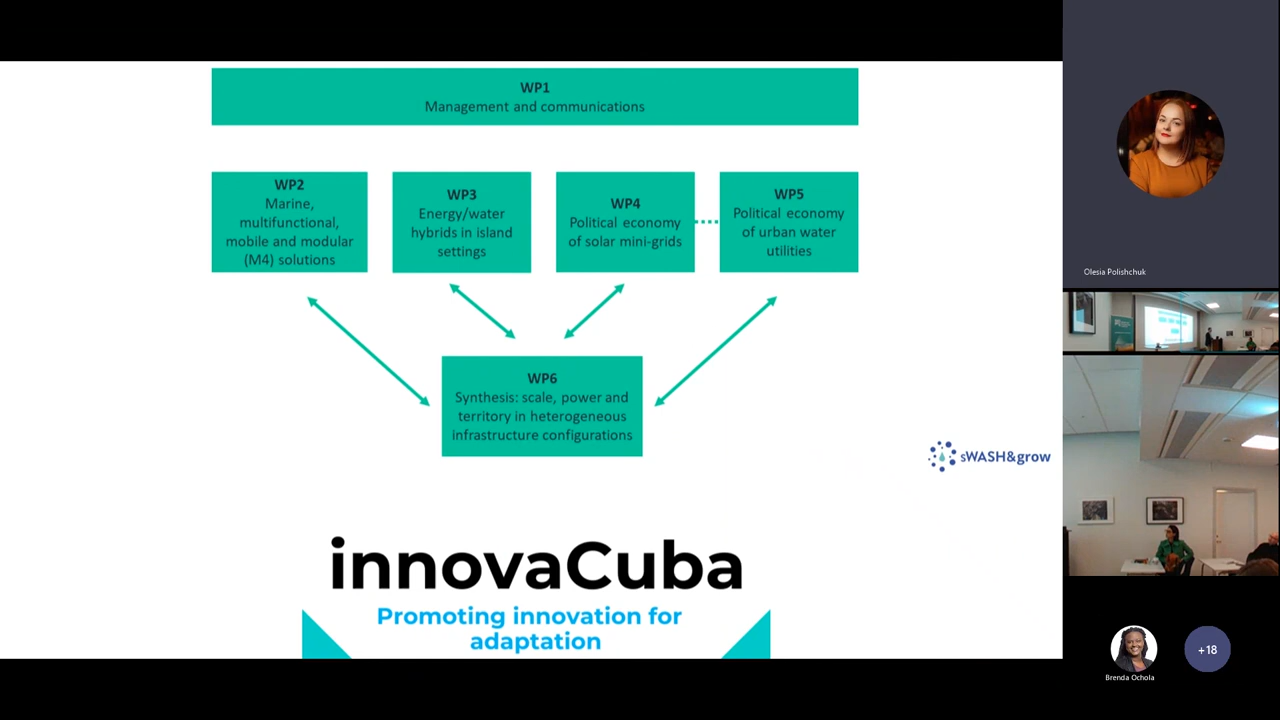 WP1
Management and communications
WP2
Marine,
multifunctional,
mobile and modular
(M4) solutions
WP3
Energy/water
hybrids in island
settings
WP4
Political economy
of solar mini-grids
WP5
Political economy
of urban water
utilities
WP6
Synthesis: scale, power and
territory in heterogeneous
infrastructure configurations
sWASH&grow
innovaCuba
Promoting innovation for
adaptation
Olesia Polishchuk
Brenda Ochola
+18